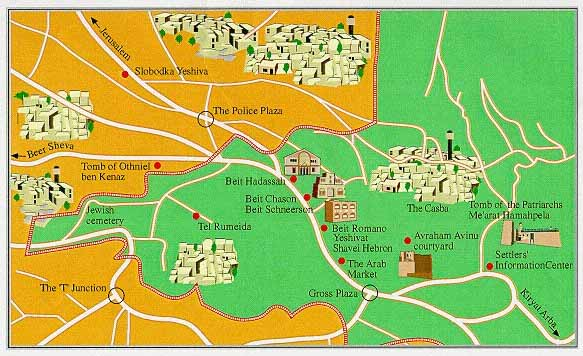 Jerusalem
Slobodka Yeshiva
The Police Plaza
Beer Sheva
Tomb of Othniel
ben Kenaz
Beit Hadassah
Beit Chason
Beit Schneerson
The Casba
Tomb of the Patriarchs
Me'arat Hamahpela
Jewish
cemetery
Tel Rumeida
Beit Romano
Yeshivat
Shavei Hebron
Avraham Avinu
courtyard
Settlers'
InformationCenter
The Arab
Market
The 'T' Junction
Gross Plaza
Kiryat Arba